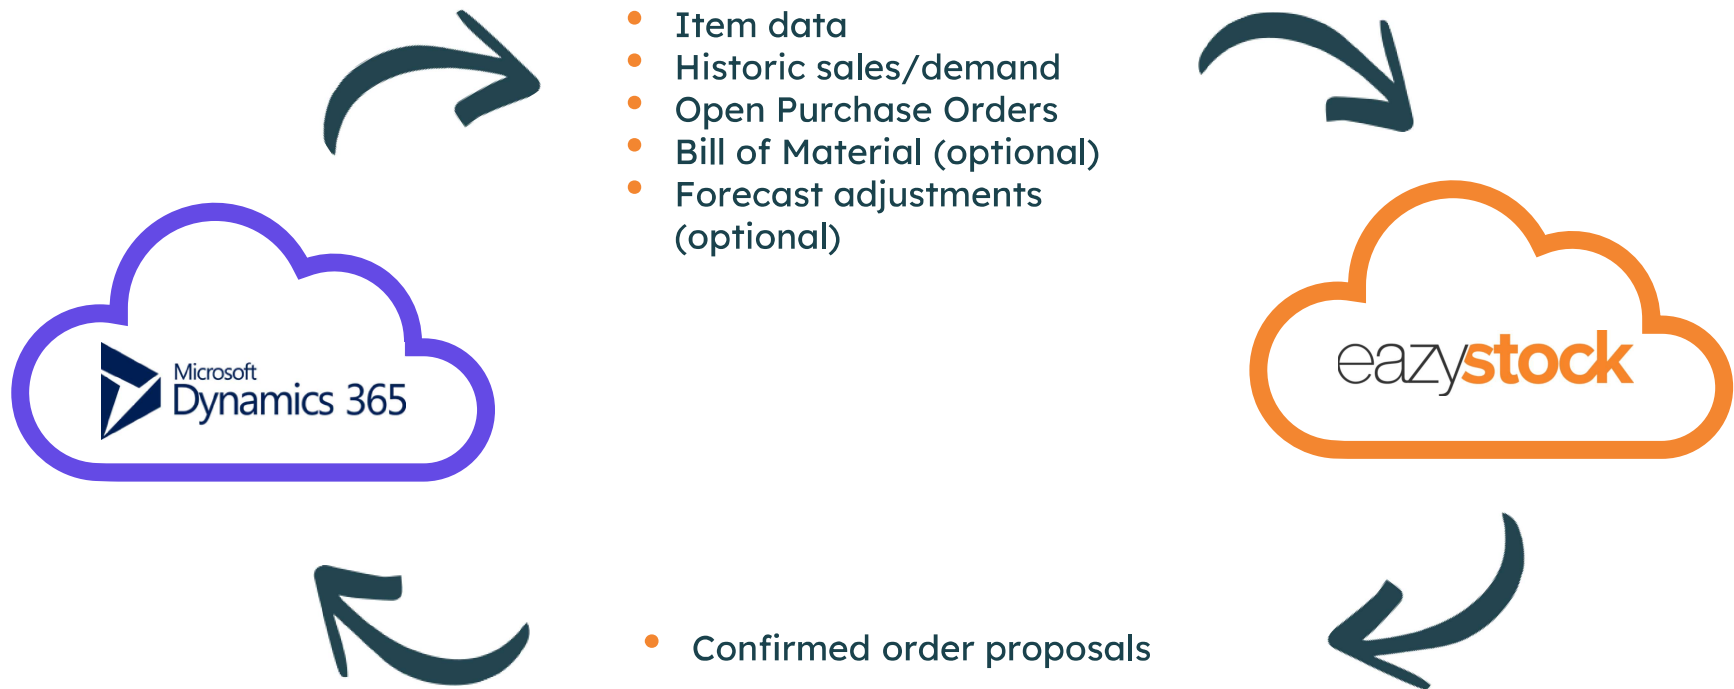 Item data
Historic sales/demand
Open Purchase Orders
Bill of Material (optional)
Forecast adjustments
(optional)
Microsoft
Dynamics 365
eazystock
Confirmed order proposals